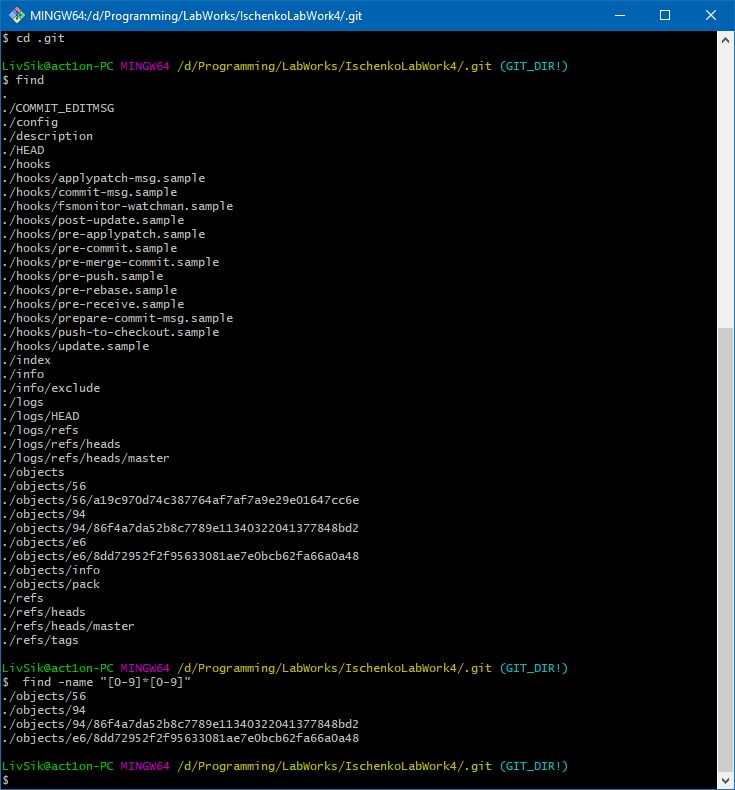 MINGW64:/d/Programming/LabWorks/IschenkoLabWork4/.git
$ cd .git
LivSik@act1on-PC MINGW64 /d/Programming/LabWorks/IschenkoLabWork4/.git (GIT_DIR!)
$ find
.
./COMMIT_EDITMSG
./config
./description
./HEAD
./hooks
./hooks/applypatch-msg.sample
./hooks/commit-msg.sample
./hooks/fsmonitor-watchman.sample
./hooks/post-update.sample
./hooks/pre-applypatch.sample
./hooks/pre-commit.sample
./hooks/pre-merge-commit.sample
./hooks/pre-push.sample
./hooks/pre-rebase.sample
./hooks/pre-receive.sample
./hooks/prepare-commit-msg.sample
./hooks/push-to-checkout.sample
./hooks/update.sample
./index
./info
./info/exclude
./logs
./logs/HEAD
./logs/refs
./logs/refs/heads
./logs/refs/heads/master
./objects
./objects/56
./objects/56/a19c970d74c387764af7af7a9e29e01647cc6e
./objects/94
./objects/94/86f4a7da52b8c7789e11340322041377848bd2
./objects/e6
./objects/e6/8dd72952f2f95633081ae7e0bcb62fa66a0a48
./objects/info
./objects/pack
./refs
./refs/heads
./refs/heads/master
./refs/tags
LivSik@act1on-PC MINGW64 /d/Programming/LabWorks/IschenkoLabWork4/.git (GIT_DIR!)
$  find -name "[0-9]*[0-9]"
./objects/56
./objects/94
./objects/94/86f4a7da52b8c7789e11340322041377848bd2
./objects/e6/8dd72952f2f95633081ae7e0bcb62fa66a0a48
LivSik@act1on-PC MINGW64 /d/Programming/LabWorks/IschenkoLabWork4/.git (GIT_DIR!)
$